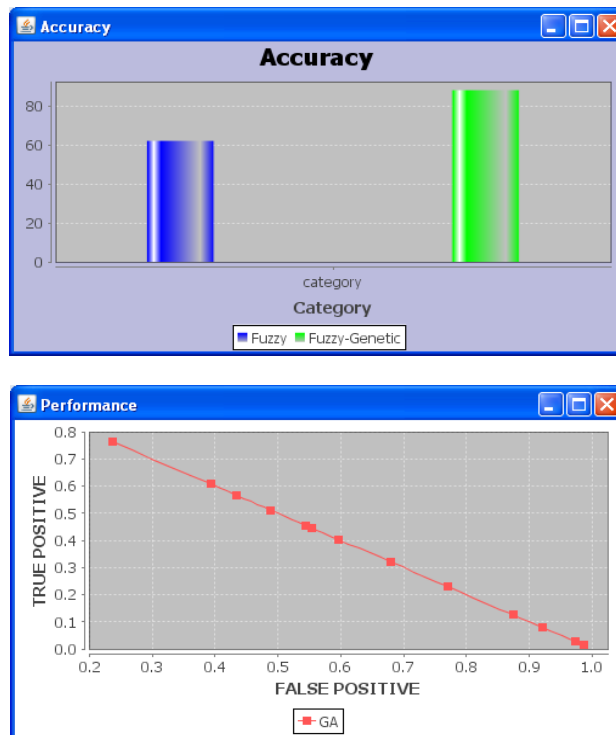 Accuracy
Accuracy
80
60
40
20
0
category
Category
Fuzzy Fuzzy-Genetic
Performance
TRUE POSITIVE
0.8
0.7
0.6
0.5
0.4
0.3
0.2
0.1
0.0
0.2 0.3 0.4 0.5 0.6 0.7 0.8 0.9 1.0
FALSE POSITIVE
GA